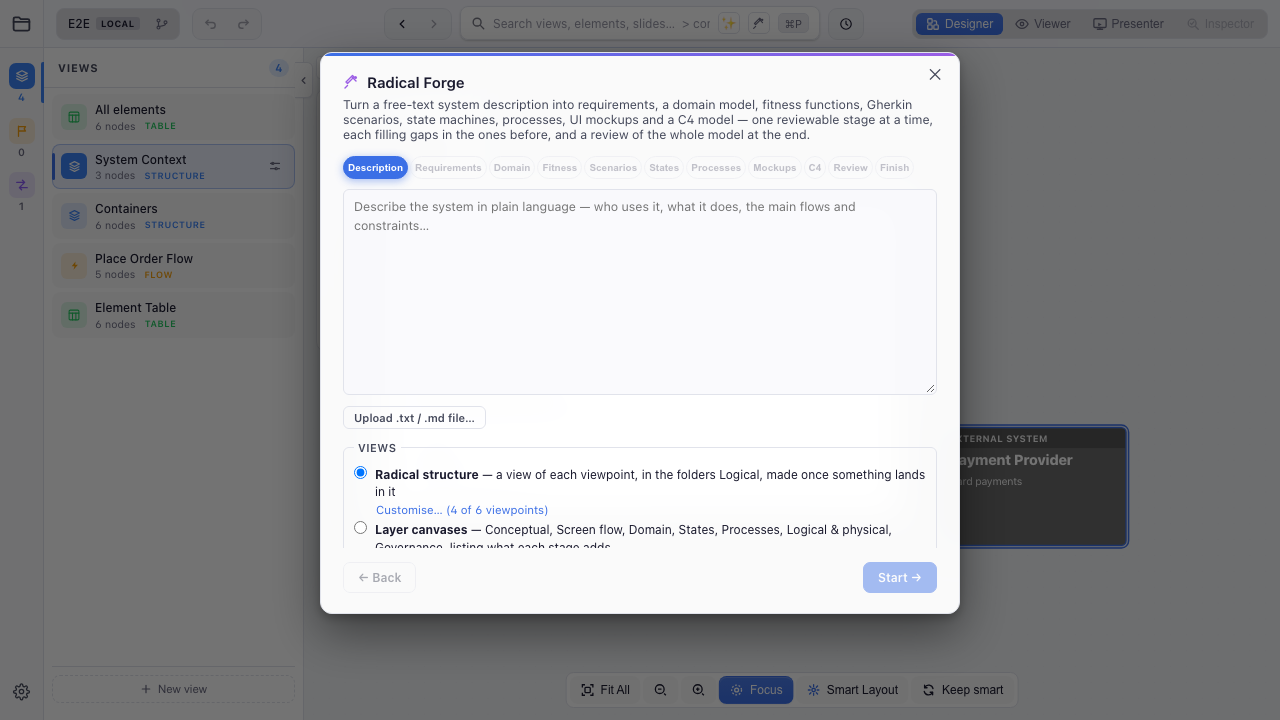 E2E LOCAL
Search views, elements, slides... > cor
⌘P
Designer
Viewer
Presenter
Inspector
4
0
1
VIEWS
4
All elements
6 nodes TABLE
System Context
3 nodes STRUCTURE
Containers
6 nodes STRUCTURE
Place Order Flow
5 nodes FLOW
Element Table
6 nodes TABLE
New view
Radical Forge
Turn a free-text system description into requirements, a domain model, fitness functions, Gherkin
scenarios, state machines, processes, UI mockups and a C4 model — one reviewable stage at a time,
each filling gaps in the ones before, and a review of the whole model at the end.
Description Requirements Domain Fitness Scenarios States Processes Mockups C4 Review Finish
Describe the system in plain language — who uses it, what it does, the main flows and
constraints...
Upload .txt / .md file...
VIEWS
Radical structure — a view of each viewpoint, in the folders Logical, made once something lands
in it
Customise... (4 of 6 viewpoints)
Layer canvases — Conceptual, Screen flow, Domain, States, Processes, Logical & physical,
Governance, listing what each stage adds
← Back
Start →
XTERNAL SYSTEM
ayment Provider
ard payments
Fit All
Focus
Smart Layout
Keep smart